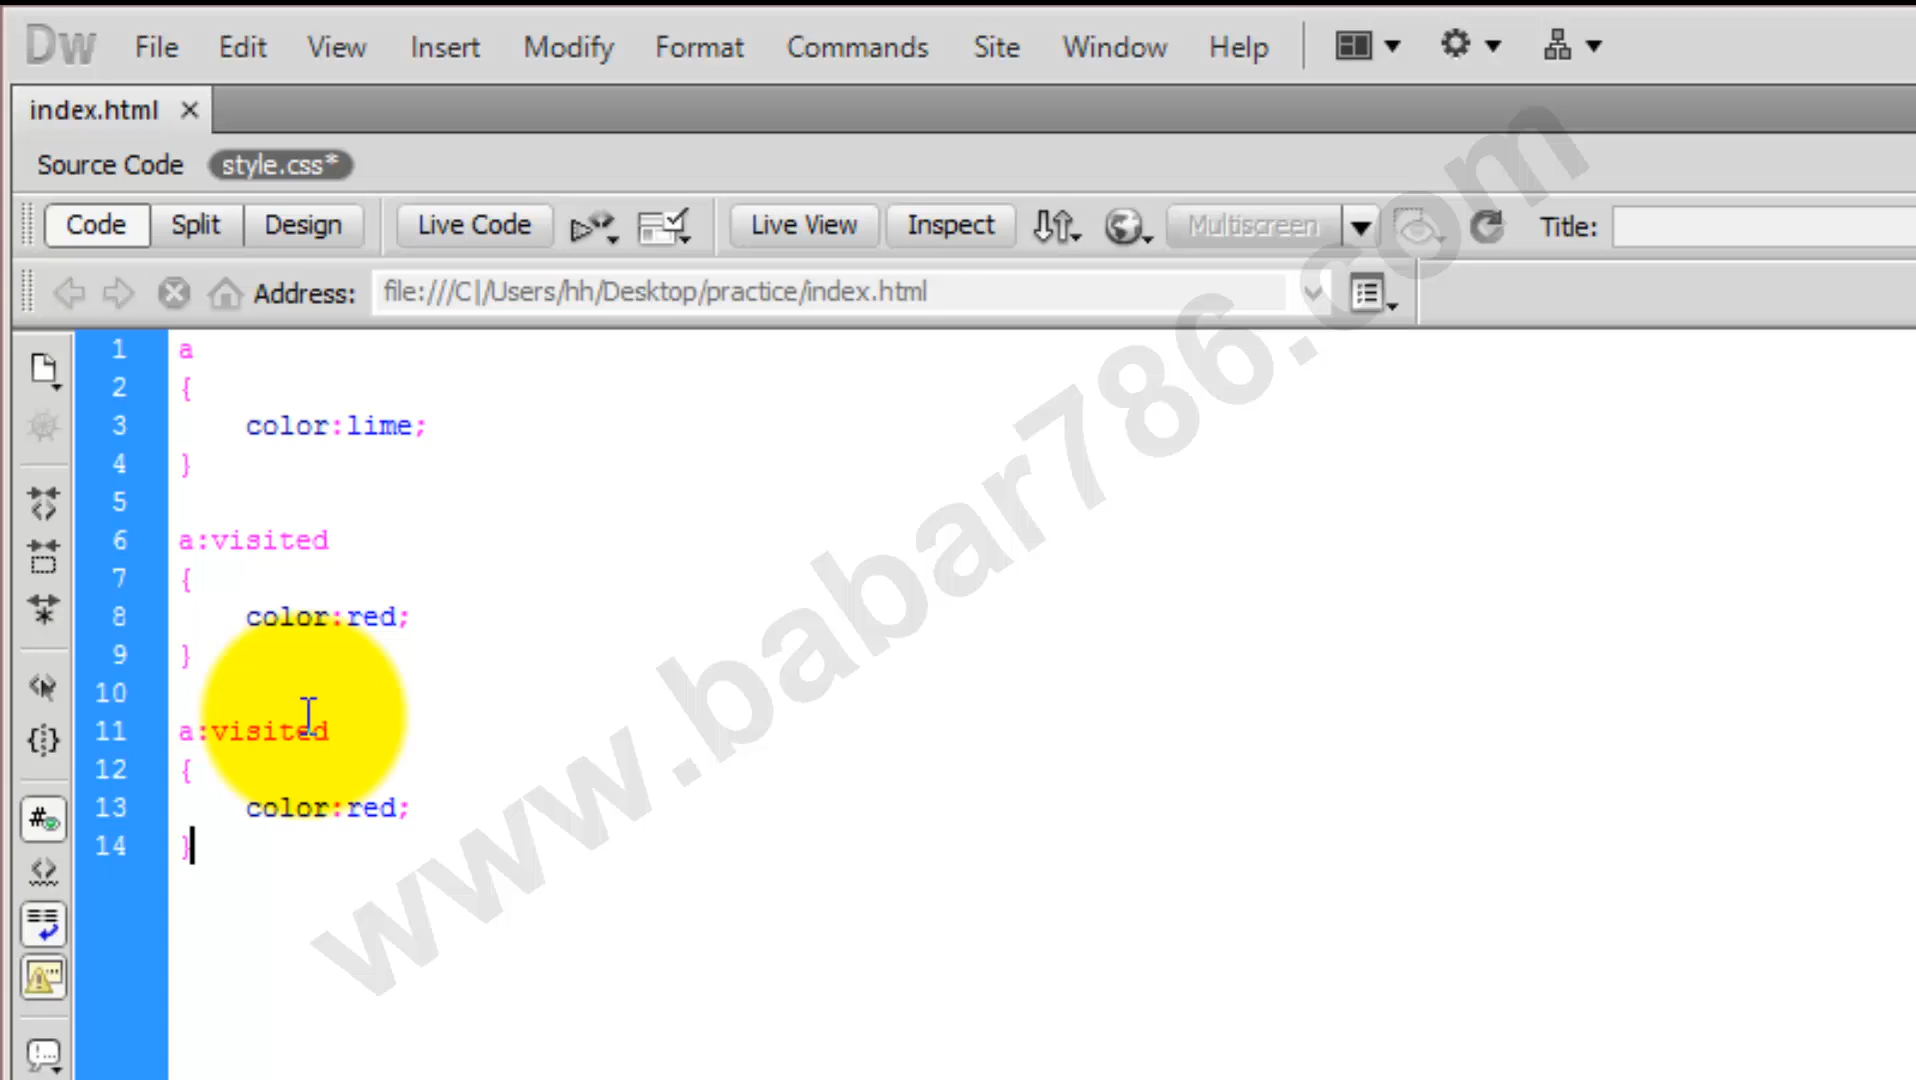 Dw File Edit View Insert Modify Format Commands Site Window Help
index.html
Source Code style.css*
Code Split Design Live Code Live View Inspect Multiscreen Title:
Address: file:///C|/Users/hh/Desktop/practice/index.html
1 a
2 {
3 color:lime;
4 }
5
6 a:visited
7 {
8 color:red;
9 }
10
11 a:visited
12 {
13 color:red;
14 }
www.babar786.com